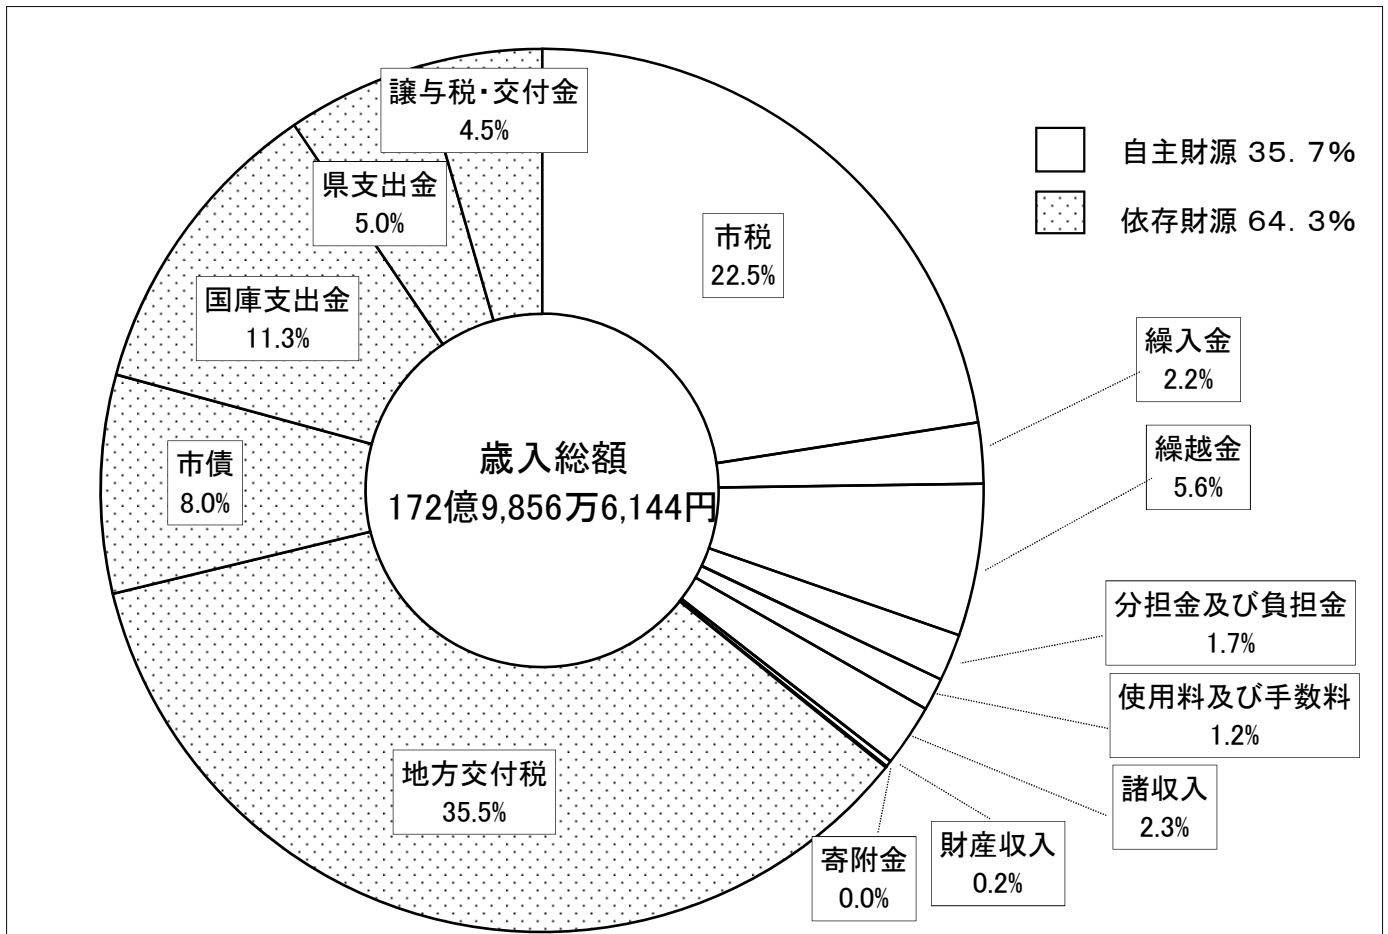 譲与税・交付金
4.5%
県支出金
5.0%
国庫支出金
11.3%
市債
8.0%
地方交付税
35.5%
市税
22.5%
自主財源 35. 7%
依存財源 64. 3%
繰入金
2.2%
繰越金
5.6%
分担金及び負担金
1.7%
使用料及び手数料
1.2%
諸収入
2.3%
財産収入
0.2%
寄附金
0.0%
歳入総額
172億9,856万6,144円